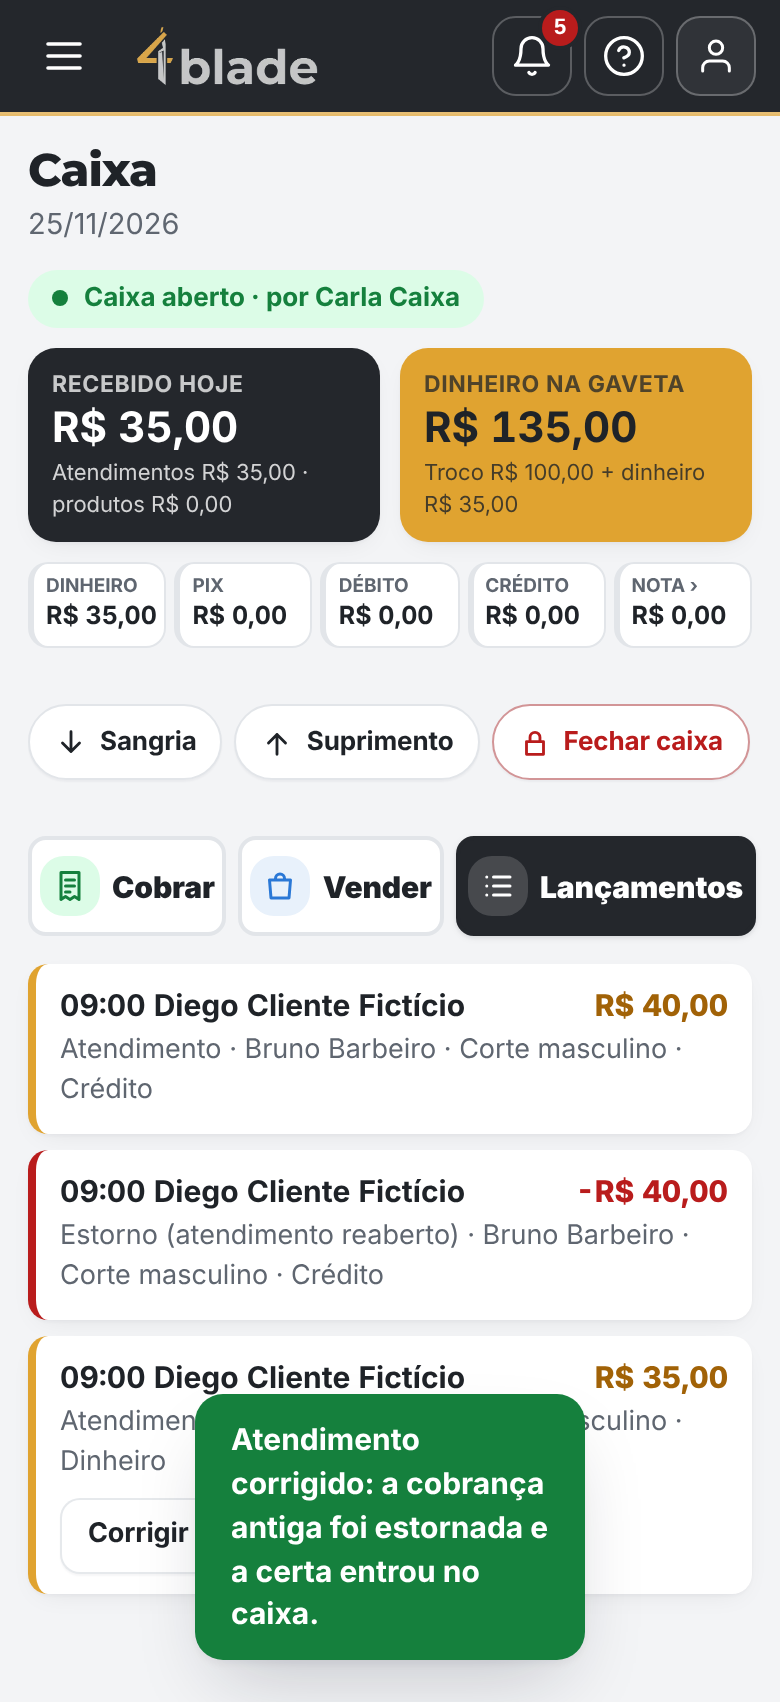 4blade
5
Caixa
25/11/2026
Caixa aberto · por Carla Caixa
RECEBIDO HOJE
R$ 35,00
Atendimentos R$ 35,00 ·
produtos R$ 0,00
DINHEIRO NA GAVETA
R$ 135,00
Troco R$ 100,00 + dinheiro
R$ 35,00
DINHEIRO
R$ 35,00
PIX
R$ 0,00
DÉBITO
R$ 0,00
CRÉDITO
R$ 0,00
NOTA ›
R$ 0,00
Sangria
Suprimento
Fechar caixa
Cobrar
Vender
Lançamentos
09:00 Diego Cliente Fictício
R$ 40,00
Atendimento · Bruno Barbeiro · Corte masculino ·
Crédito
09:00 Diego Cliente Fictício
-R$ 40,00
Estorno (atendimento reaberto) · Bruno Barbeiro ·
Corte masculino · Crédito
09:00 Diego Cliente Fictício
R$ 35,00
Dinheiro
Corrigir
Atendimento
corrigido: a cobrança
antiga foi estornada e
a certa entrou no
caixa.